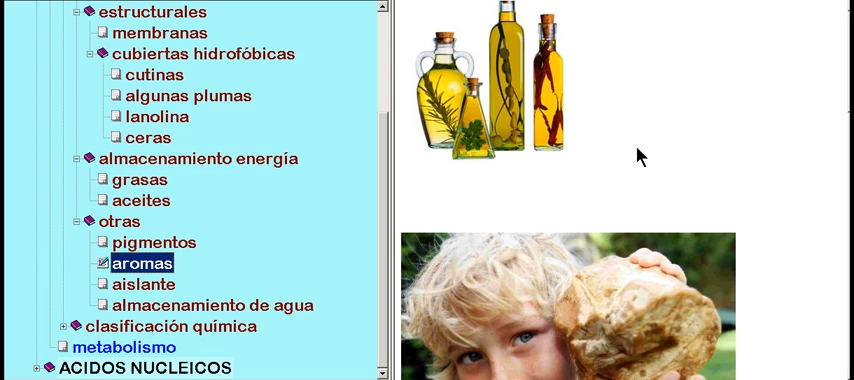 estructurales
membranas
cubiertas hidrofóbicas
cutinas
algunas plumas
lanolina
ceras
almacenamiento energía
grasas
aceites
otras
pigmentos
aromas
aislante
almacenamiento de agua
clasificación química
metabolismo
ACIDOS NUCLEICOS